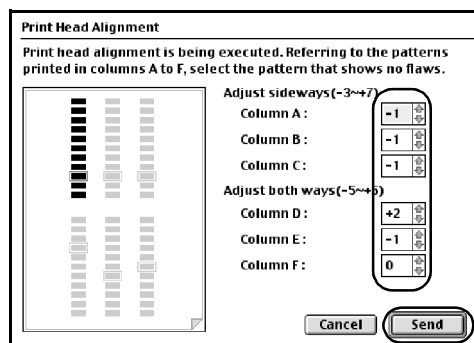 Print Head Alignment
Print head alignment is being executed. Referring to the patterns
printed in columns A to F, select the pattern that shows no flaws.
Adjust sideways(-3~+7)
Column A : -1
Column B : -1
Column C : -1
Adjust both ways(-5~+5)
Column D : +2
Column E : -1
Column F : 0
Cancel Send